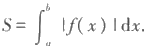 S = ∫_a^b |f(x)|dx.